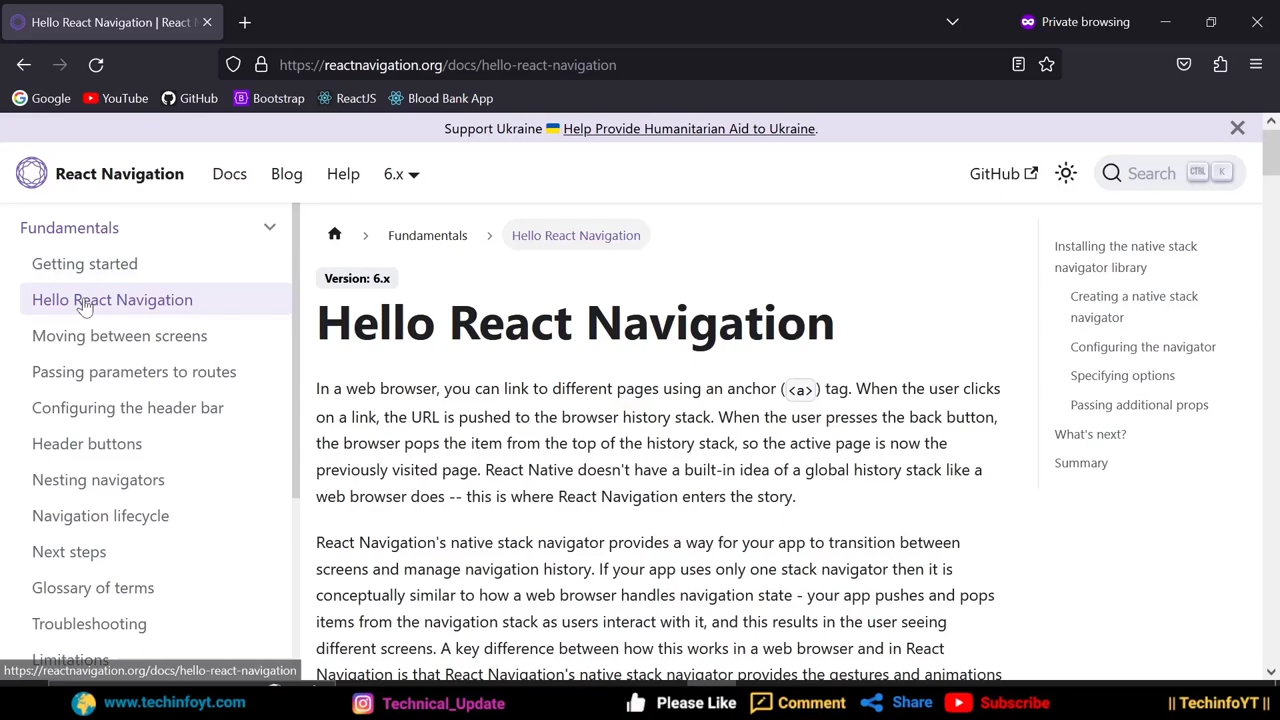 Hello React Navigation | React N
Private browsing
https://reactnavigation.org/docs/hello-react-navigation
Google YouTube GitHub Bootstrap ReactJS Blood Bank App
Support Ukraine Help Provide Humanitarian Aid to Ukraine.
React Navigation Docs Blog Help 6.x GitHub Search CTRL K
Fundamentals
Getting started
Hello React Navigation
Moving between screens
Passing parameters to routes
Configuring the header bar
Header buttons
Nesting navigators
Navigation lifecycle
Next steps
Glossary of terms
Troubleshooting
Limitations
https://reactnavigation.org/docs/hello-react-navigation
Fundamentals Hello React Navigation
Version: 6.x
Hello React Navigation
In a web browser, you can link to different pages using an anchor (<a>) tag. When the user clicks
on a link, the URL is pushed to the browser history stack. When the user presses the back button,
the browser pops the item from the top of the history stack, so the active page is now the
previously visited page. React Native doesn't have a built-in idea of a global history stack like a
web browser does -- this is where React Navigation enters the story.
React Navigation's native stack navigator provides a way for your app to transition between
screens and manage navigation history. If your app uses only one stack navigator then it is
conceptually similar to how a web browser handles navigation state - your app pushes and pops
items from the navigation stack as users interact with it, and this results in the user seeing
different screens. A key difference between how this works in a web browser and in React
Navigation is that React Navigation's native stack navigator provides the gestures and animations
Installing the native stack
navigator library
Creating a native stack
navigator
Configuring the navigator
Specifying options
Passing additional props
What's next?
Summary
www.techinfoyt.com Technical_Update Please Like Comment Share Subscribe || TechinfoYT ||